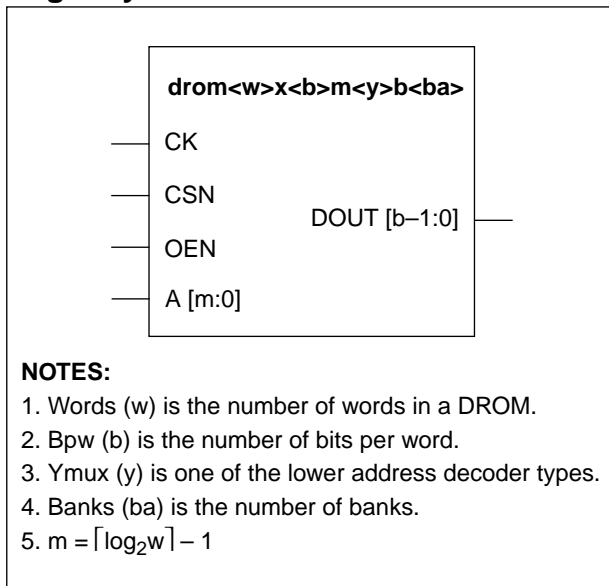 drom<w>x<b>m<y>b<ba>
CK
CSN
OEN
A [m:0]
DOUT [b–1:0]
NOTES:
1. Words (w) is the number of words in a DROM.
2. Bpw (b) is the number of bits per word.
3. Ymux (y) is one of the lower address decoder types.
4. Banks (ba) is the number of banks.
5. m = ⌈log₂w⌉ – 1